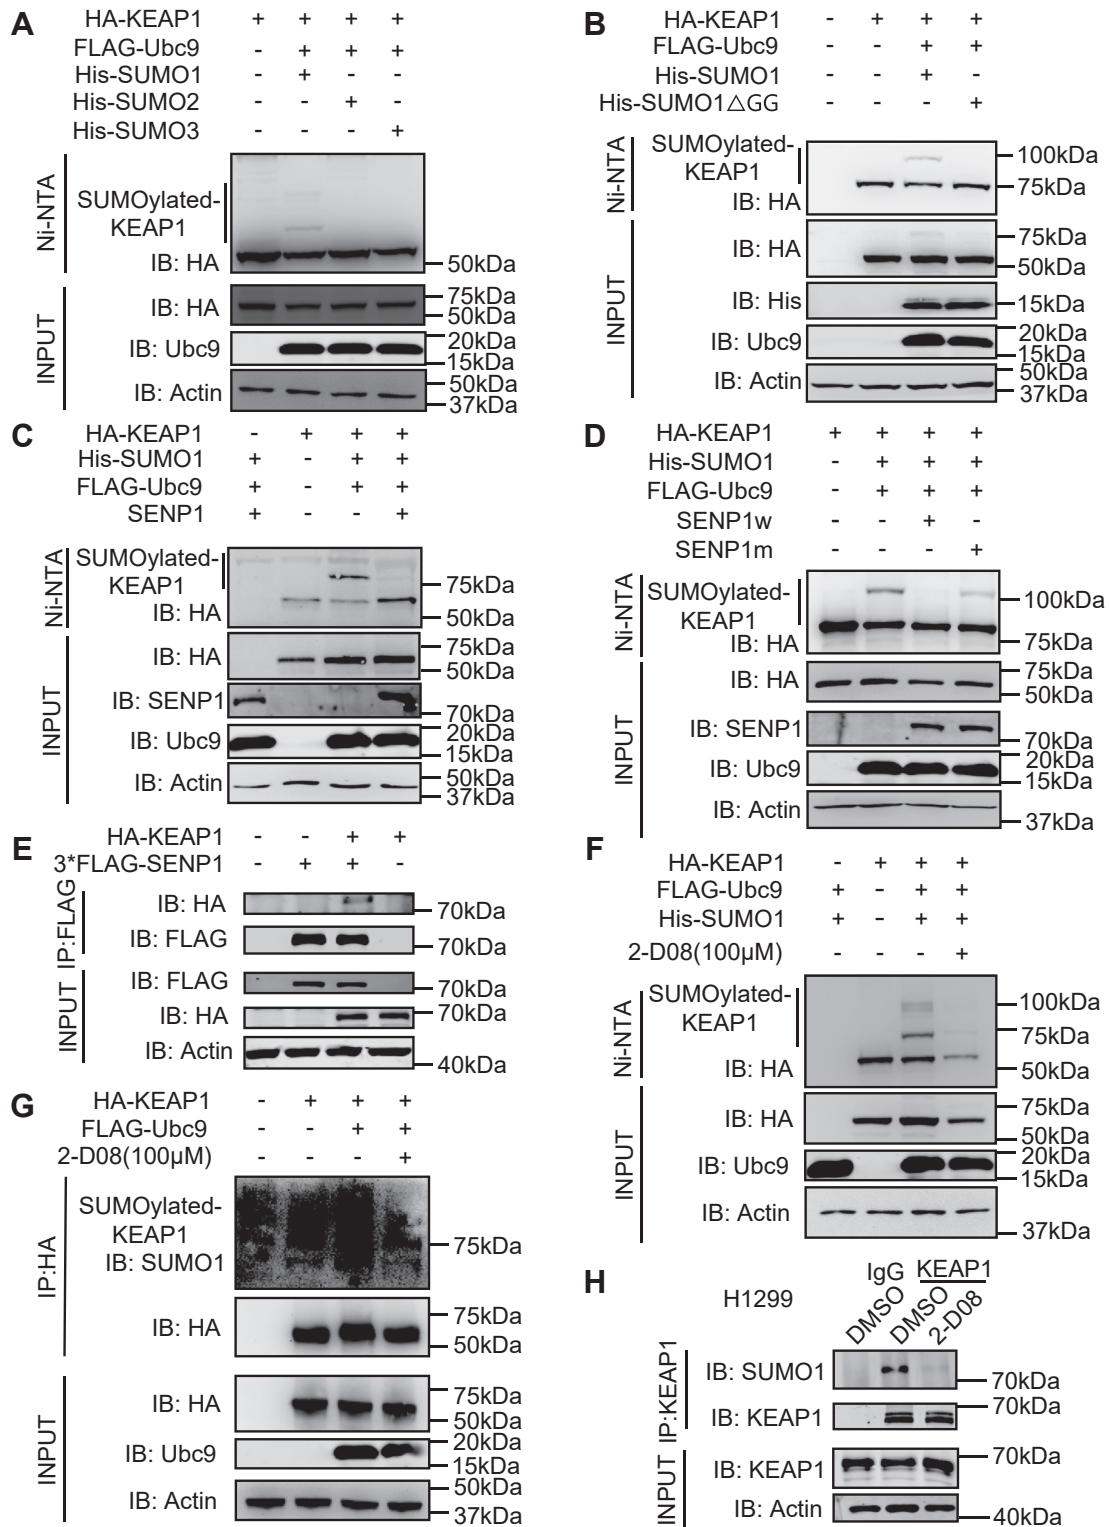 A
HA-KEAP1 + + + +
FLAG-Ubc9 - + + +
His-SUMO1 - + - -
His-SUMO2 - - + -
His-SUMO3 - - - +
Ni-NTA
SUMOylated-
KEAP1
IB: HA
50kDa
INPUT
IB: HA
75kDa
50kDa
IB: Ubc9
20kDa
15kDa
IB: Actin
50kDa
37kDa
B
HA-KEAP1 - + + +
FLAG-Ubc9 - - + +
His-SUMO1 - - + -
His-SUMO1△GG - - - +
Ni-NTA
SUMOylated-
KEAP1
IB: HA
100kDa
75kDa
INPUT
IB: HA
75kDa
50kDa
IB: His
15kDa
IB: Ubc9
20kDa
15kDa
IB: Actin
50kDa
37kDa
C
HA-KEAP1 - + + +
His-SUMO1 + - + +
FLAG-Ubc9 + - + +
SENP1 + - - +
Ni-NTA
SUMOylated-
KEAP1
IB: HA
75kDa
50kDa
INPUT
IB: HA
75kDa
50kDa
IB: SENP1
70kDa
IB: Ubc9
20kDa
15kDa
IB: Actin
50kDa
37kDa
D
HA-KEAP1 + + + +
His-SUMO1 - + + +
FLAG-Ubc9 - + + +
SENP1w - - + -
SENP1m - - - +
Ni-NTA
SUMOylated-
KEAP1
IB: HA
100kDa
75kDa
INPUT
IB: HA
75kDa
50kDa
IB: SENP1
70kDa
IB: Ubc9
20kDa
15kDa
IB: Actin
37kDa
E
HA-KEAP1 - - + +
3*FLAG-SENP1 - + + -
IP:FLAG
IB: HA
70kDa
IB: FLAG
70kDa
INPUT
IB: FLAG
70kDa
IB: HA
70kDa
IB: Actin
40kDa
F
HA-KEAP1 - + + +
FLAG-Ubc9 + - + +
His-SUMO1 + - + +
2-D08(100μM) - - - +
Ni-NTA
SUMOylated-
KEAP1
IB: HA
100kDa
75kDa
50kDa
INPUT
IB: HA
75kDa
50kDa
IB: Ubc9
20kDa
15kDa
IB: Actin
37kDa
G
HA-KEAP1 - + + +
FLAG-Ubc9 - - + +
2-D08(100μM) - - - +
IP:HA
SUMOylated-
KEAP1
IB: SUMO1
75kDa
IB: HA
75kDa
50kDa
INPUT
IB: HA
75kDa
50kDa
IB: Ubc9
20kDa
15kDa
IB: Actin
50kDa
37kDa
H
H1299
IgG KEAP1
DMSO DMSO 2-D08
IP:KEAP1
IB: SUMO1
70kDa
IB: KEAP1
70kDa
INPUT
IB: KEAP1
70kDa
IB: Actin
40kDa